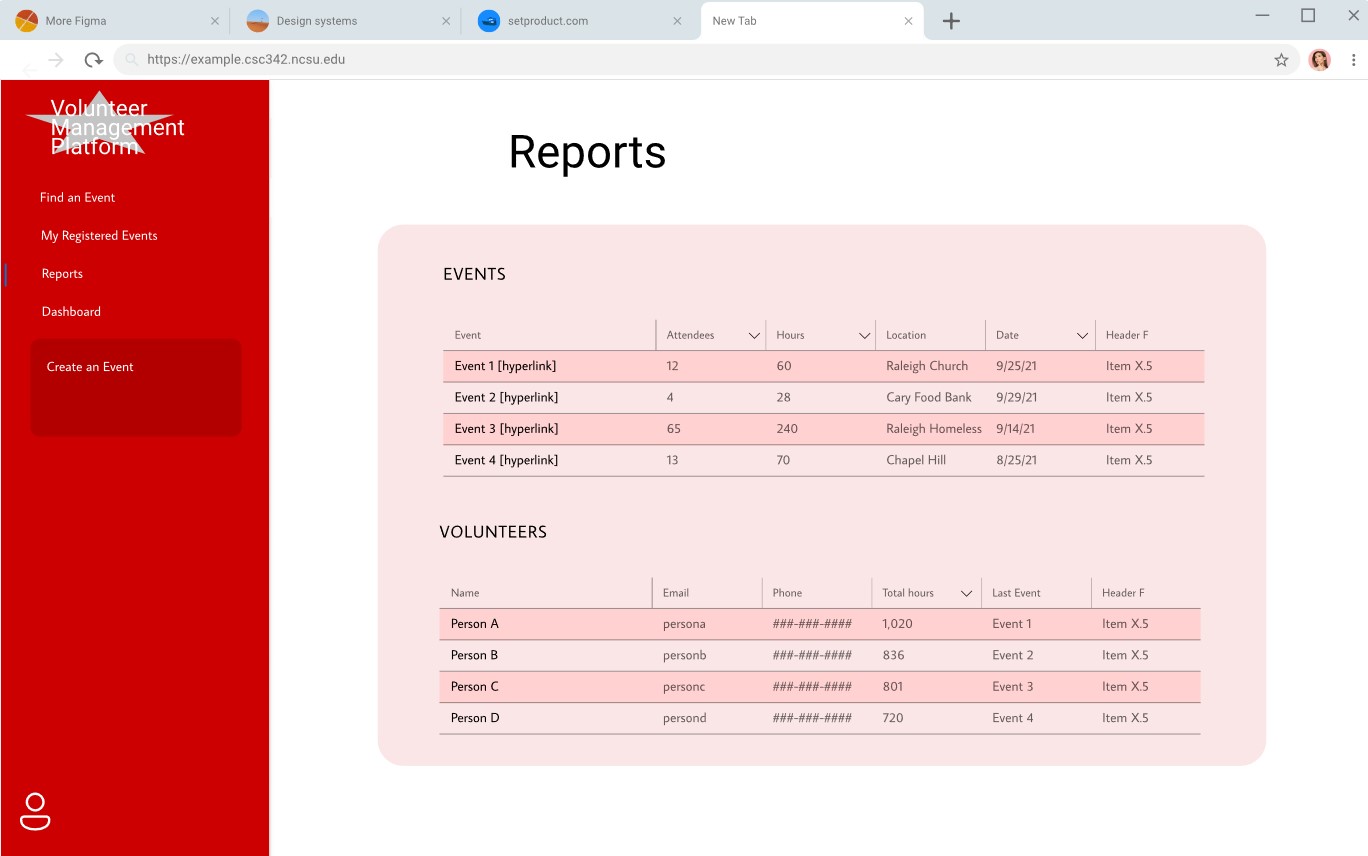 More Figma
Design systems
setproduct.com
New Tab
https://example.csc342.ncsu.edu
Volunteer
Management
Platform
Find an Event
My Registered Events
Reports
Dashboard
Create an Event
Reports
EVENTS
Event Attendees Hours Location Date Header F
Event 1 [hyperlink] 12 60 Raleigh Church 9/25/21 Item X.5
Event 2 [hyperlink] 4 28 Cary Food Bank 9/29/21 Item X.5
Event 3 [hyperlink] 65 240 Raleigh Homeless 9/14/21 Item X.5
Event 4 [hyperlink] 13 70 Chapel Hill 8/25/21 Item X.5
VOLUNTEERS
Name Email Phone Total hours Last Event Header F
Person A persona ###-###-#### 1,020 Event 1 Item X.5
Person B personb ###-###-#### 836 Event 2 Item X.5
Person C personc ###-###-#### 801 Event 3 Item X.5
Person D persond ###-###-#### 720 Event 4 Item X.5